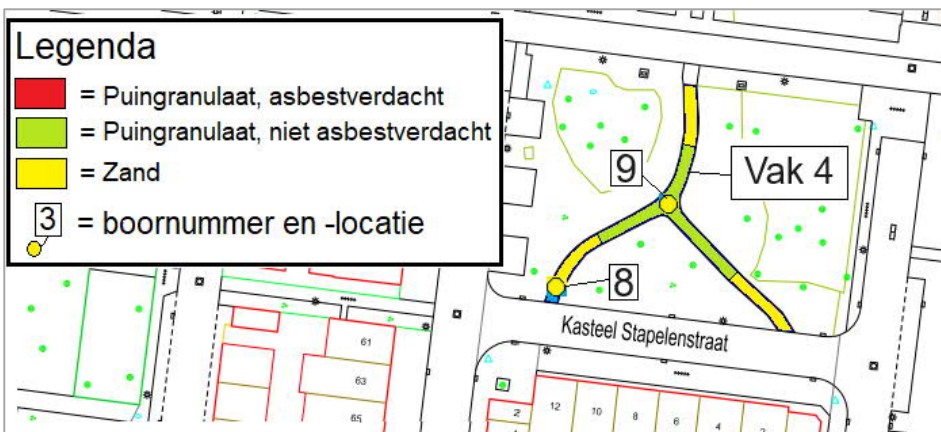 Legenda
= Puingranulaat, asbestverdacht
= Puingranulaat, niet asbestverdacht
= Zand
3 = boornummer en -locatie
9
Vak 4
8
Kasteel Stapelenstraat
61
63
65
2
12
10
8
6
4